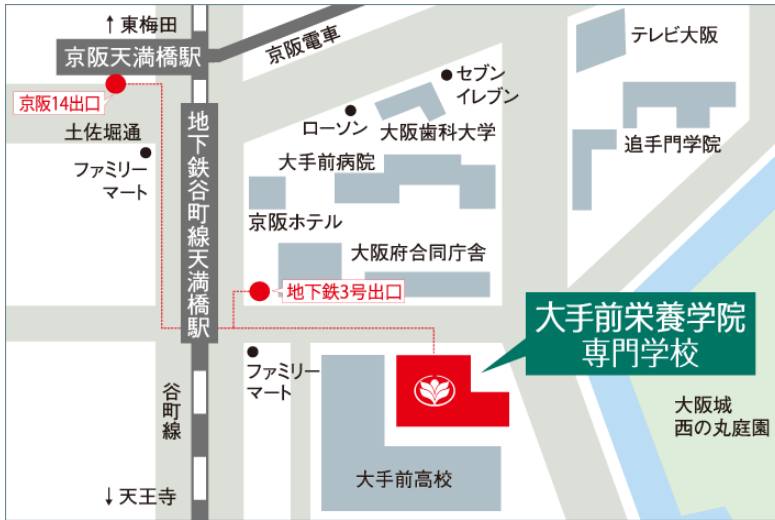 ↑東梅田
京阪天満橋駅
京阪電車
京阪14出口
土佐堀通
ファミリー
マート
地下鉄谷町線天満橋駅
セブン
イレブン
ローソン
大阪歯科大学
大手前病院
京阪ホテル
大阪府合同庁舎
地下鉄3号出口
テレビ大阪
追手門学院
大手前栄養学院
専門学校
ファミリー
マート
谷町線
大阪城
西の丸庭園
大手前高校
↓天王寺